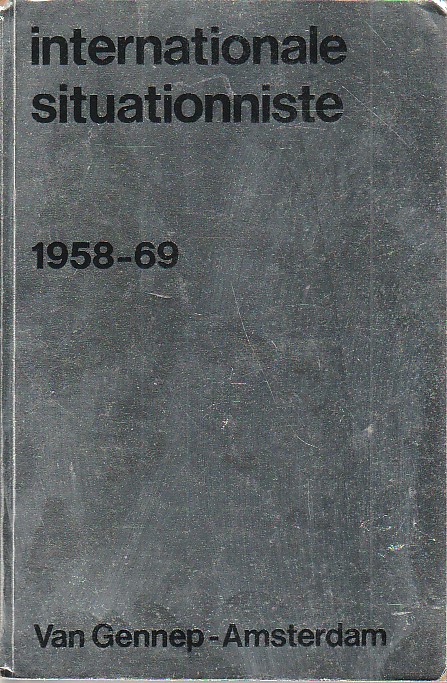 internationale
situationniste
1958-69
Van Gennep-Amsterdam